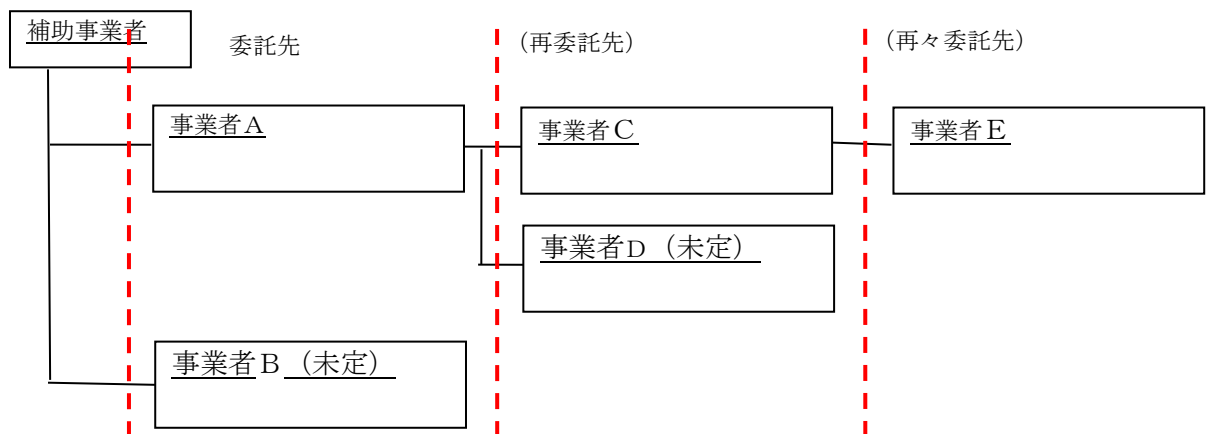 補助事業者
委託先
(再委託先)
(再々委託先)
事業者A
事業者C
事業者E
事業者D（未定）
事業者B（未定）